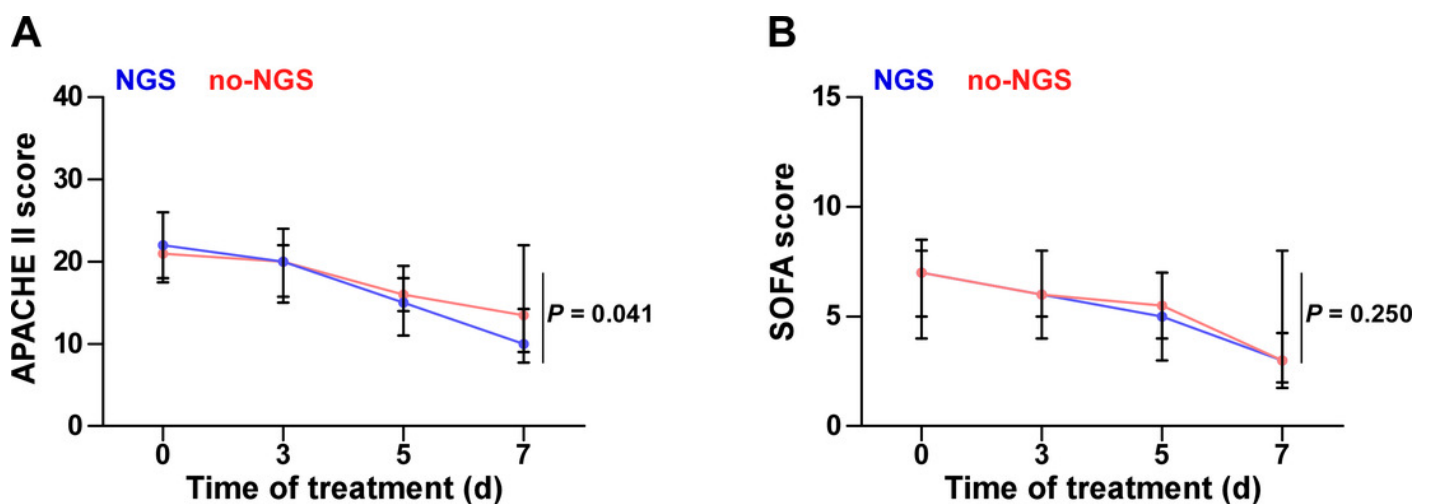 A
NGS no-NGS
APACHE II score
40
30
20
10
0
P = 0.041
0 3 5 7
Time of treatment (d)
B
NGS no-NGS
SOFA score
15
10
5
0
P = 0.250
0 3 5 7
Time of treatment (d)